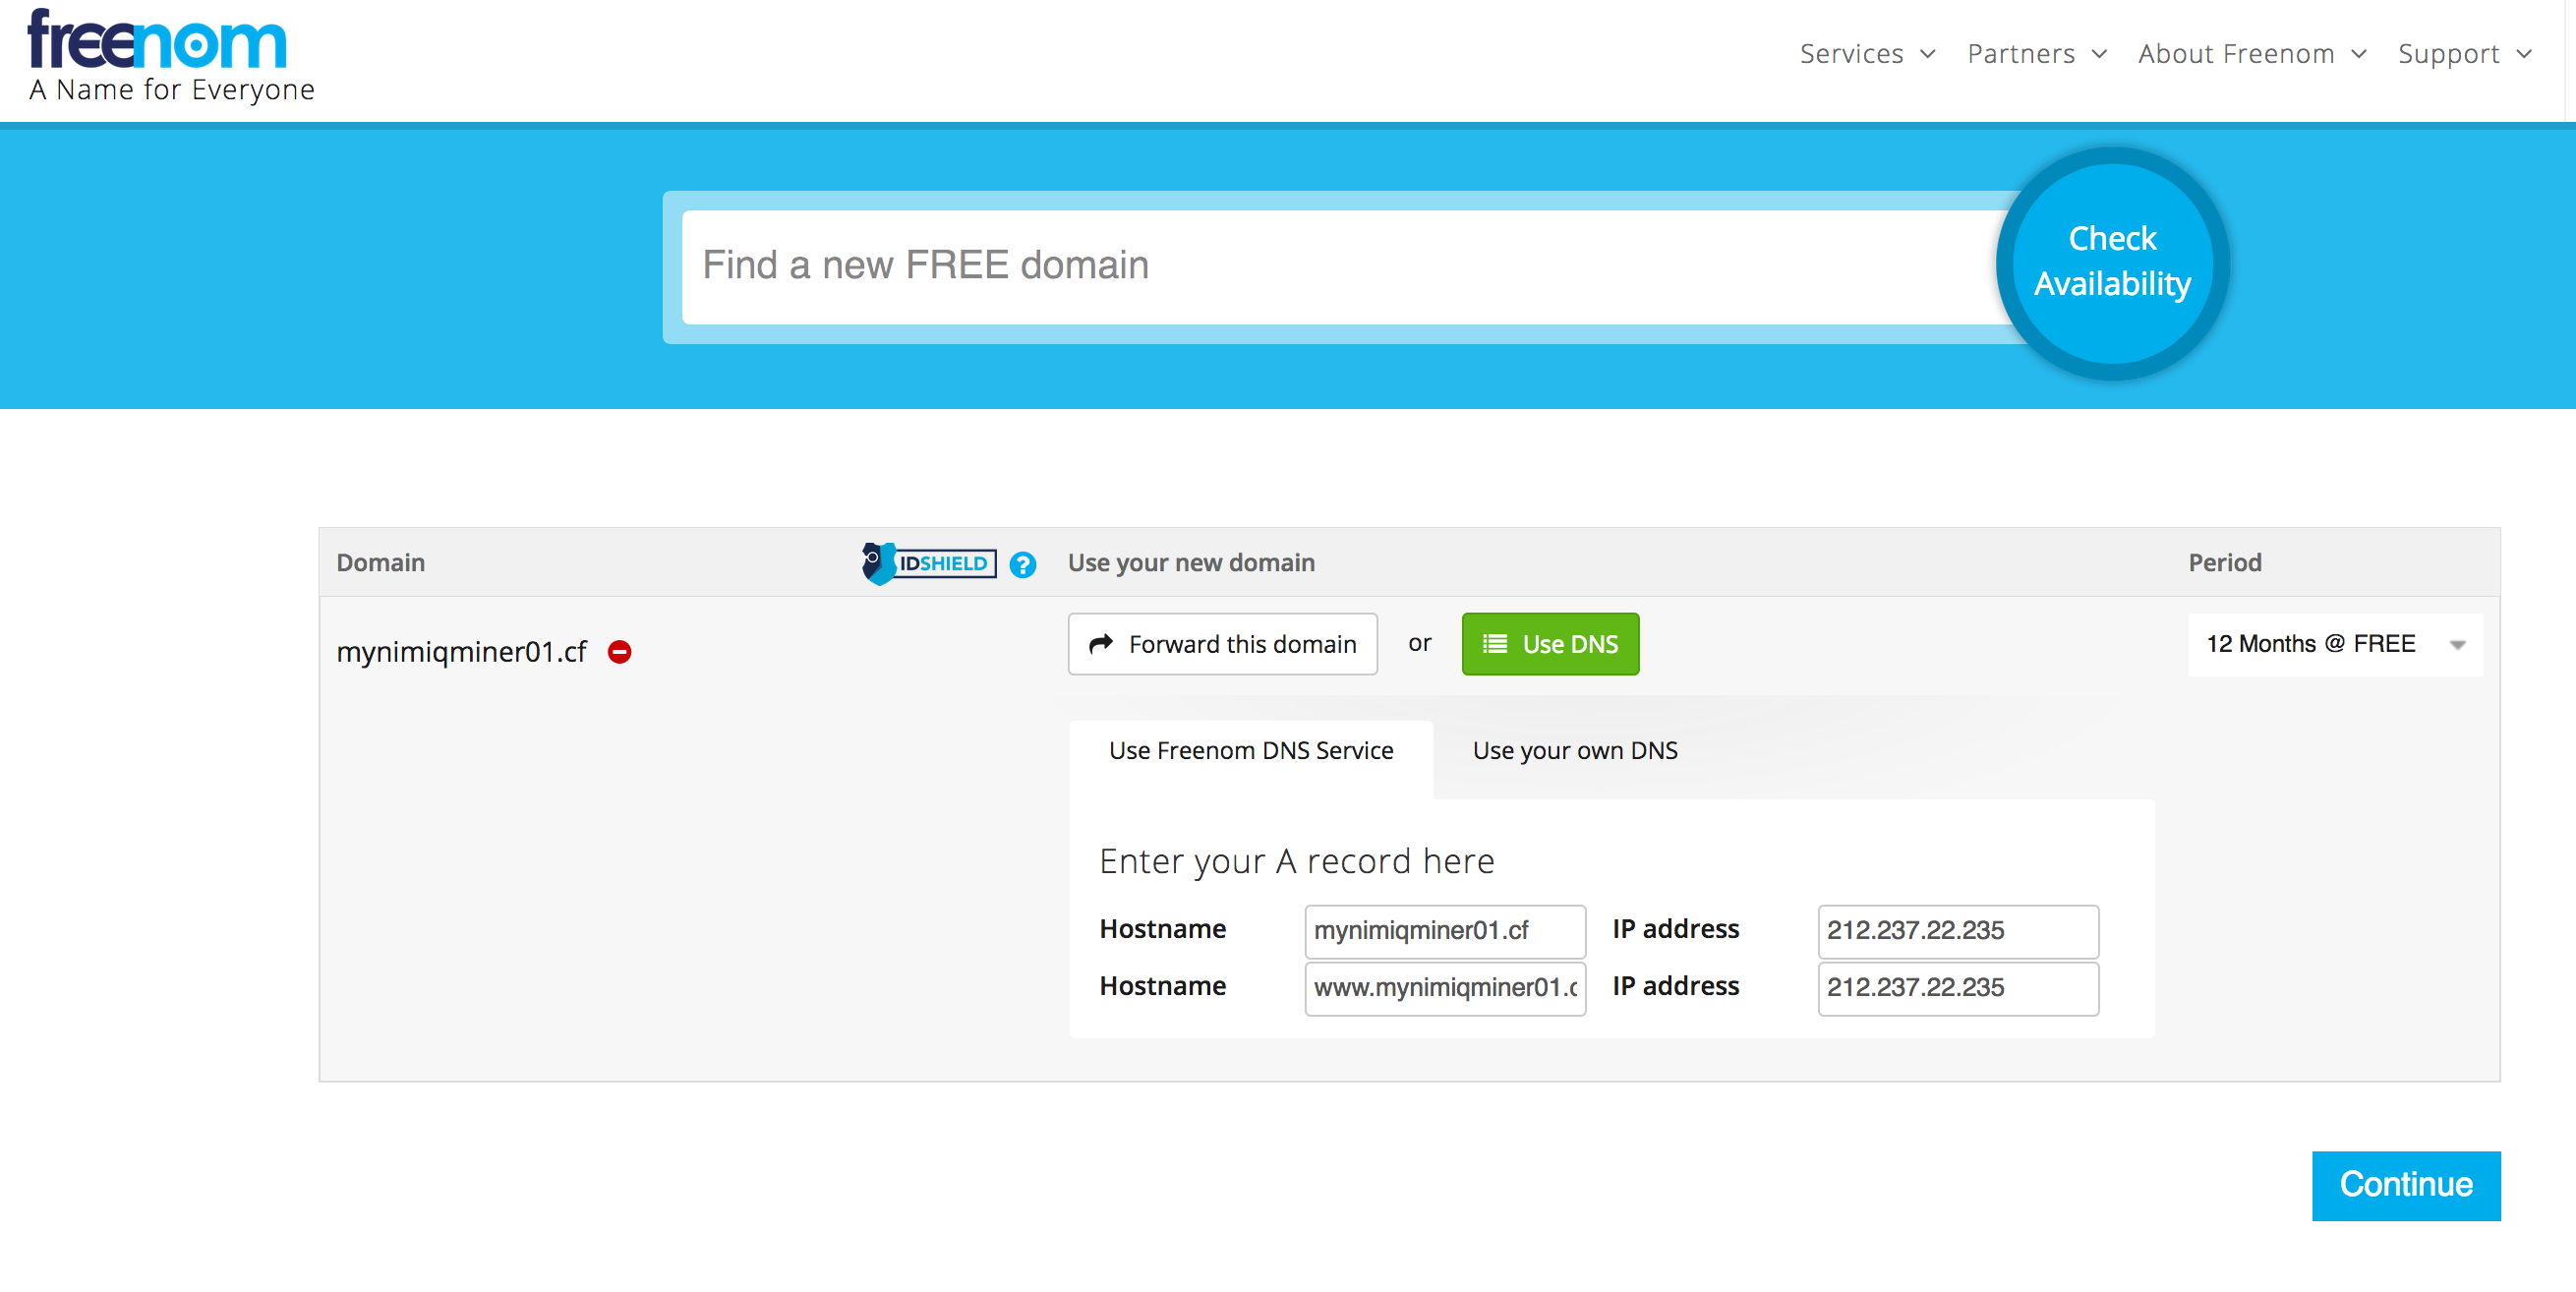 freenom
A Name for Everyone
Services Partners About Freenom Support
Find a new FREE domain
Check
Availability
Domain IDSHIELD ? Use your new domain Period
mynimiqminer01.cf Forward this domain or Use DNS 12 Months @ FREE
Use Freenom DNS Service Use your own DNS
Enter your A record here
Hostname mynimiqminer01.cf IP address 212.237.22.235
Hostname www.mynimiqminer01.c IP address 212.237.22.235
Continue